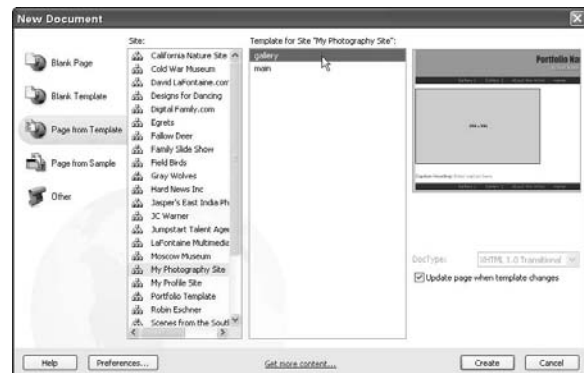 New Document
Blank Page
Blank Template
Page from Template
Page from Sample
Other
Site:
California Nature Site
Cold War Museum
David LaFontaine.com
Designs for Dancing
Digital Family.com
Egrets
Fallow Deer
Family Slide Show
Field Birds
Gray Wolves
Hard News Inc
Jasper's East India Ph
JC Warner
Jumpstart Talent Agen
LaFontaine Multimedia
Moscow Museum
My Photography Site
My Profile Site
Portfolio Template
Robin Eschner
Scenes from the Sout
Template for Site "My Photography Site":
gallery
main
Portfolio Na
DocType:
XHTML 1.0 Transitional
Update page when template changes
Help
Preferences...
Get more content...
Create
Cancel